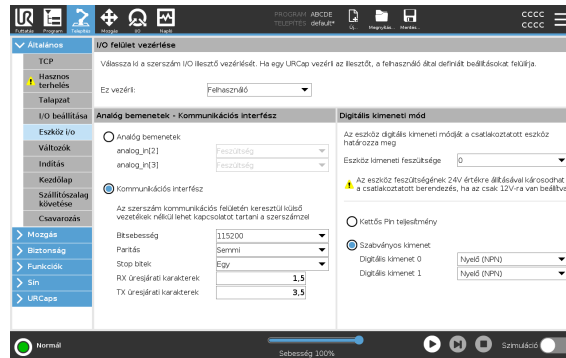 Futtatás Program Telepítés Mozgás I/O Napló
PROGRAM ABCDE
TELEPÍTÉS default*
Új... Megnyitás... Mentés...
CCCC
CCCC
Általános
TCP
Hasznos
terhelés
Talapzat
I/O beállítása
Eszköz i/o
Változók
Indítás
Kezdőlap
Szállítószalag
követése
Csavarozás
Mozgás
Biztonság
Funkciók
Sín
URCaps
I/O felület vezérlése
Válassza ki a szerszám I/O illesztő vezérlését. Ha egy URCap vezérli az illesztőt, a felhasználó által definiált beállításokat felülírja.
Ez vezérli: Felhasználó
Analóg bemenetek - Kommunikációs interfész
Analóg bemenetek
analog_in[2] Feszültség
analog_in[3] Feszültség
Kommunikációs interfész
Az szerszám kommunikációs felületén keresztül külső
vezetékek nélkül lehet kapcsolatot tartani a szerszámzel
Bitsebesség 115200
Paritás Semmi
Stop bitek Egy
RX üresjárati karakterek 1,5
TX üresjárati karakterek 3,5
Digitális kimeneti mód
Az eszköz digitális kimeneti módját a csatlakoztatott eszköz
határozza meg
Eszköz kimeneti feszültsége 0
Az eszköz feszültségének 24V értékre állításával károsodhat
a csatlakoztatott berendezés, ha az csak 12V-ra van beállítva
Kettős Pin teljesítmény
Szabványos kimenet
Digitális kimenet 0 Nyelő (NPN)
Digitális kimenet 1 Nyelő (NPN)
Normál
Sebesség 100%
Szimuláció